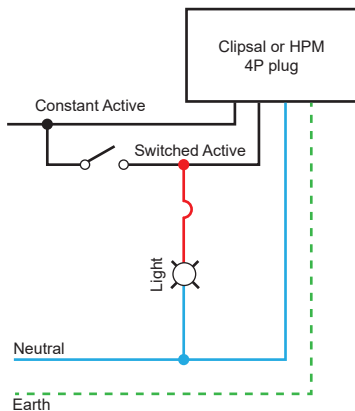 Clipsal or HPM
4P plug
Constant Active
Switched Active
Light
Neutral
Earth